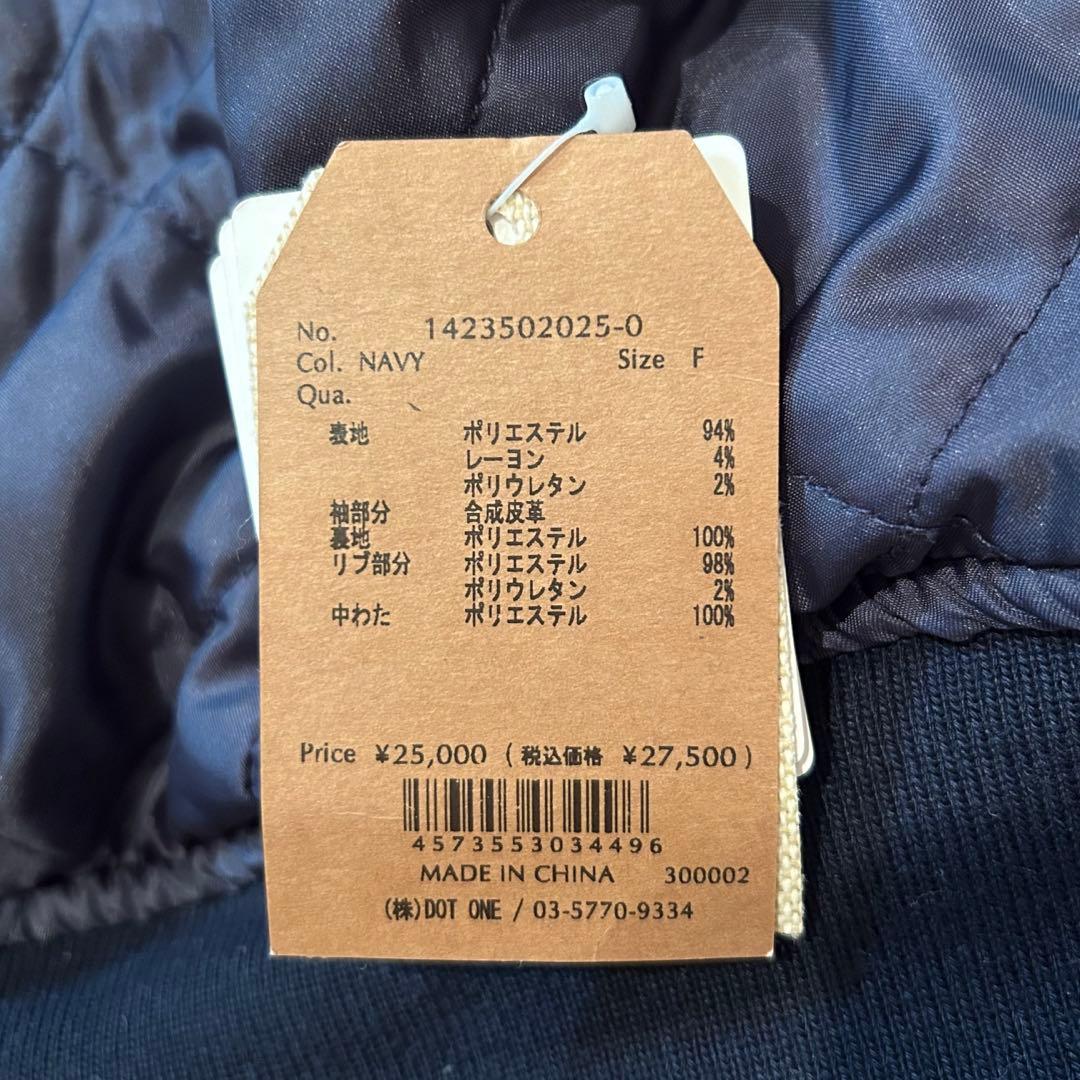 No. 1423502025-0
Col. NAVY Size F
Qua.
表地 ポリエステル 94%
レーヨン 4%
ポリウレタン 2%
袖部分 合成皮革
裏地 ポリエステル 100%
リブ部分 ポリエステル 98%
ポリウレタン 2%
中わた ポリエステル 100%
Price ¥25,000 (税込価格 ¥27,500)
4573553034496
MADE IN CHINA 300002
(株)DOT ONE / 03-5770-9334